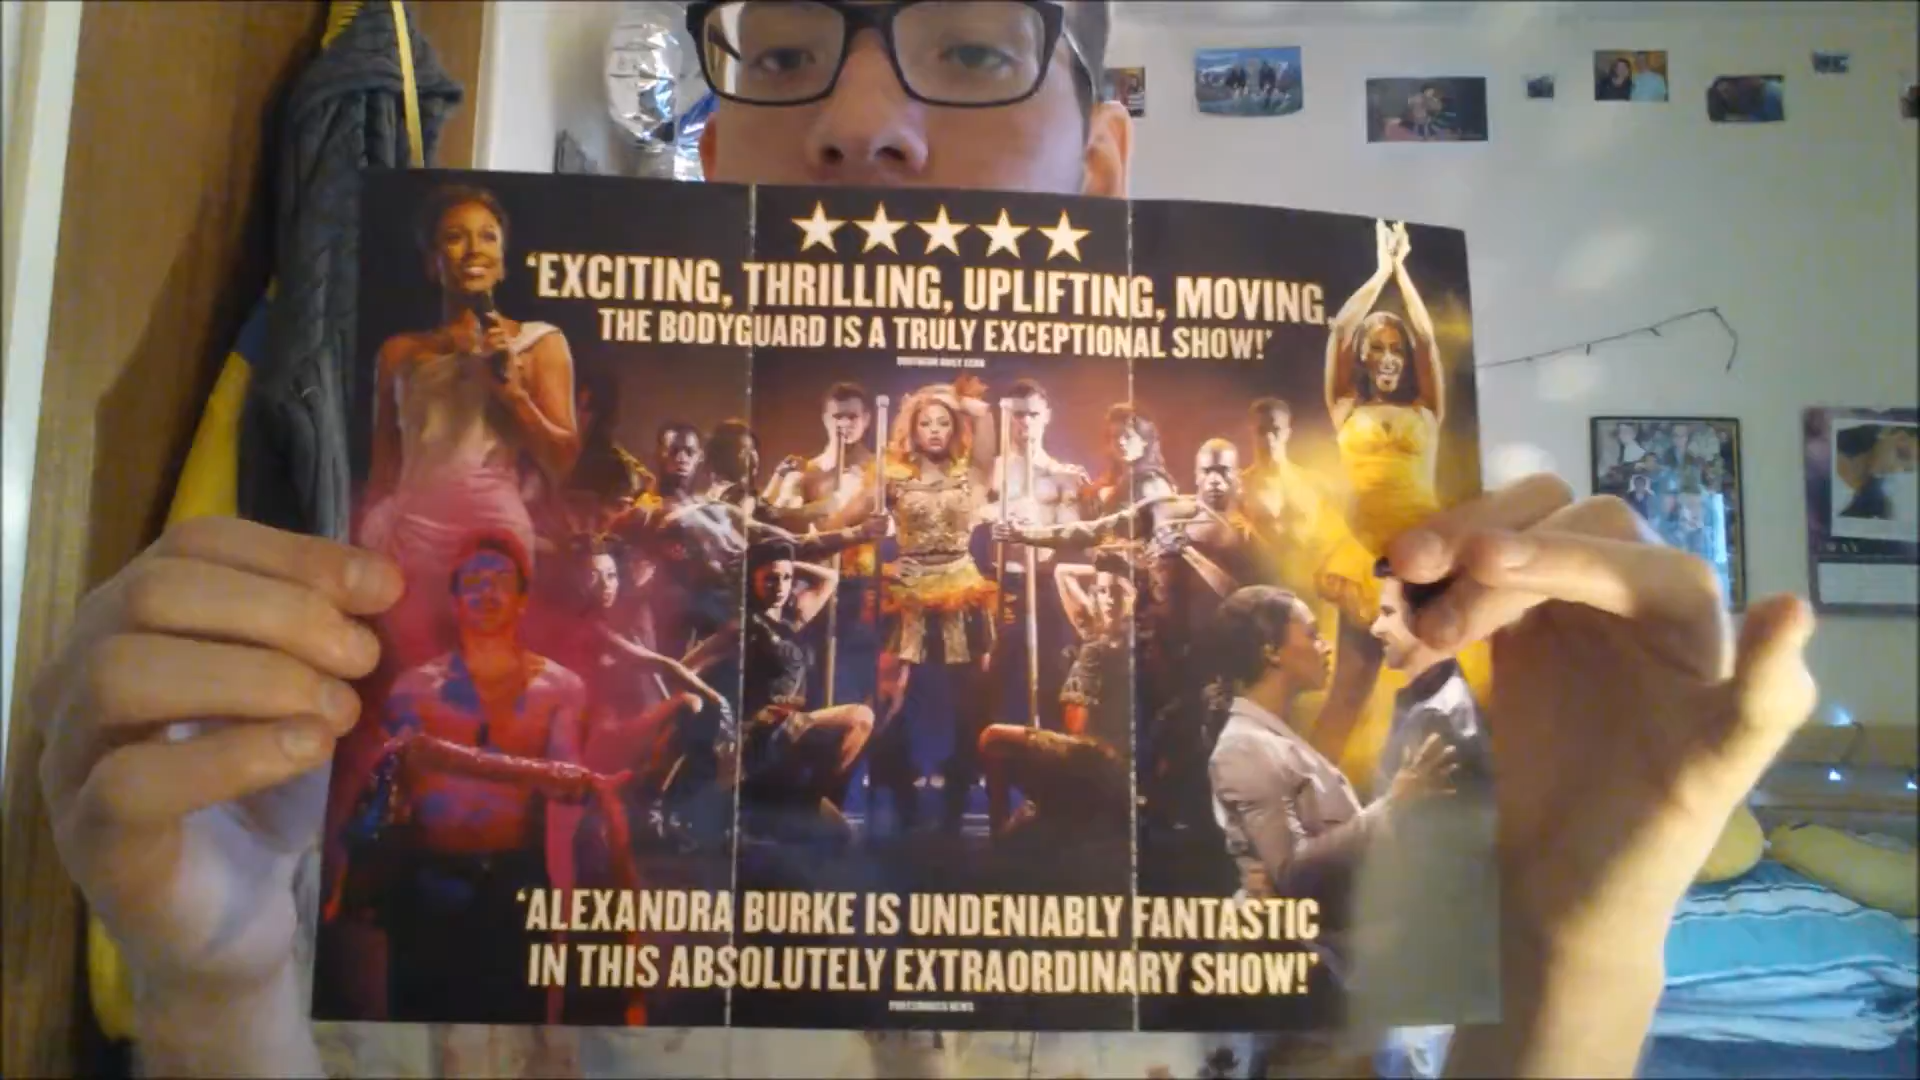 ‘EXCITING, THRILLING, UPLIFTING, MOVING,
THE BODYGUARD IS A TRULY EXCEPTIONAL SHOW!’
‘ALEXANDRA BURKE IS UNDENIABLY FANTASTIC
IN THIS ABSOLUTELY EXTRAORDINARY SHOW!’